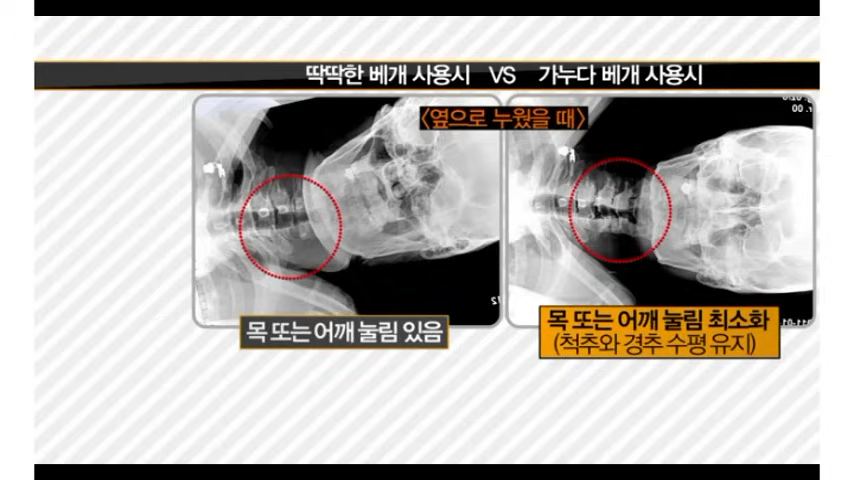 딱딱한 베개 사용시 VS 가누다 베개 사용시
〈옆으로 누웠을 때〉
목 또는 어깨 눌림 있음
목 또는 어깨 눌림 최소화
(척추와 경추 수평 유지)